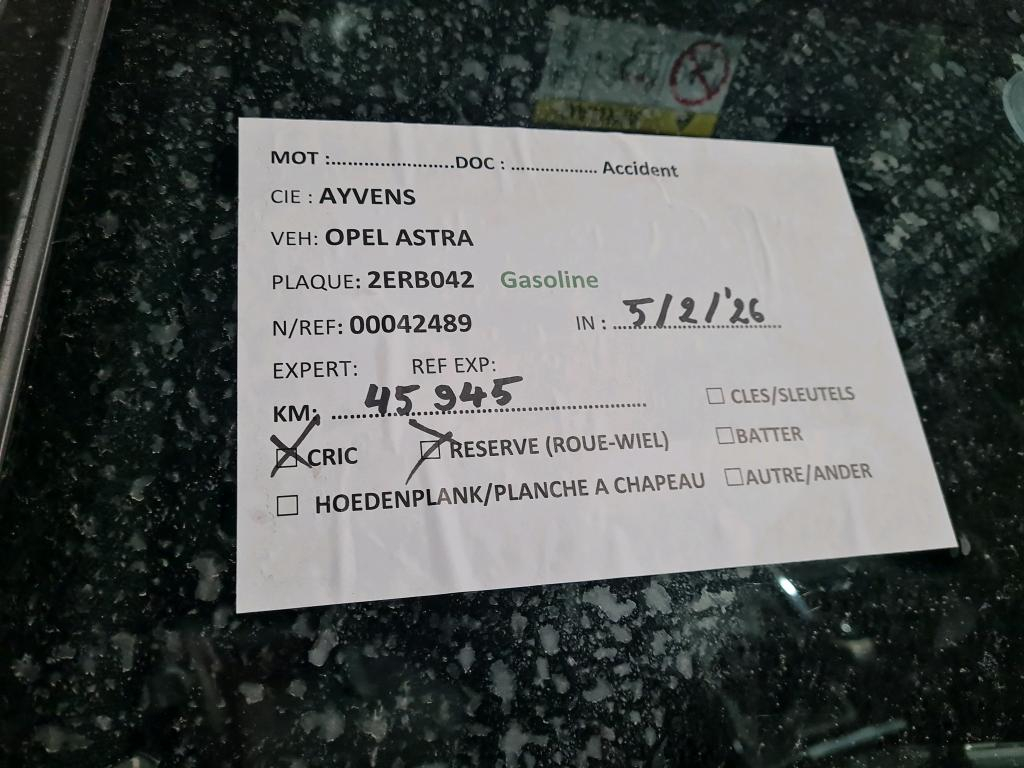 MOT :.......................DOC : .................. Accident
CIE : AYVENS
VEH: OPEL ASTRA
PLAQUE: 2ERB042 Gasoline
N/REF: 00042489 IN : 5/2/'26
EXPERT: REF EXP:
KM: 45 945
☐ CLES/SLEUTELS
☒ CRIC ☒ RESERVE (ROUE-WIEL) ☐ BATTER
☐ HOEDENPLANK/PLANCHE A CHAPEAU ☐ AUTRE/ANDER